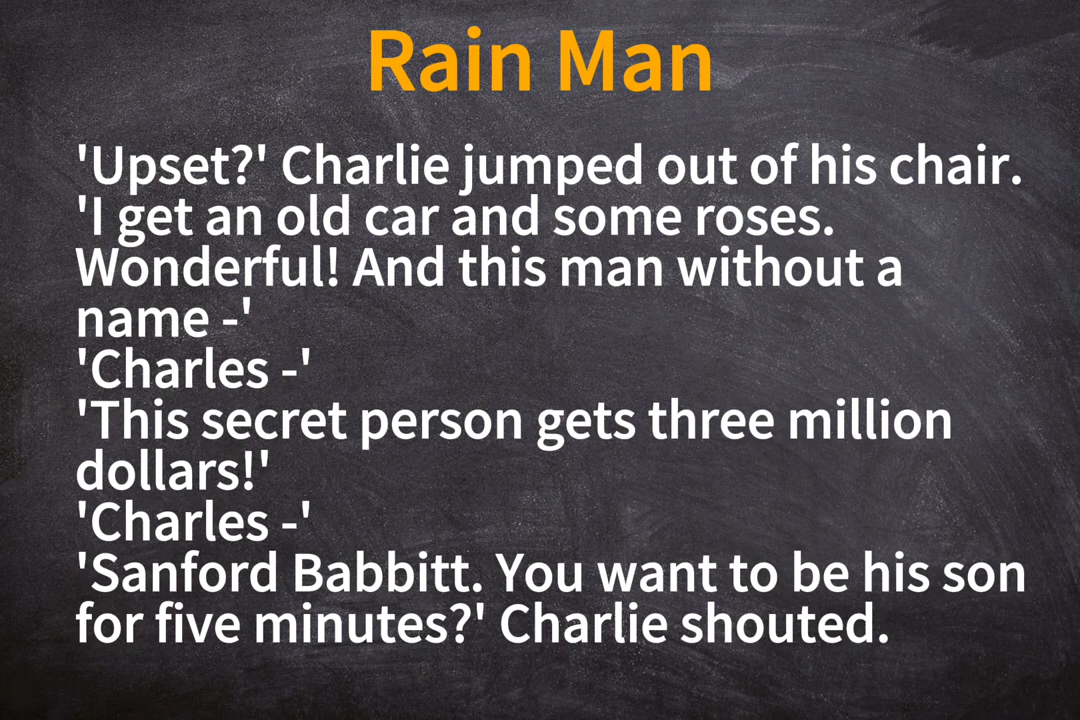 Rain Man
'Upset?' Charlie jumped out of his chair.
'I get an old car and some roses.
Wonderful! And this man without a
name -'
'Charles -'
'This secret person gets three million
dollars!'
'Charles -'
'Sanford Babbitt. You want to be his son
for five minutes?' Charlie shouted.